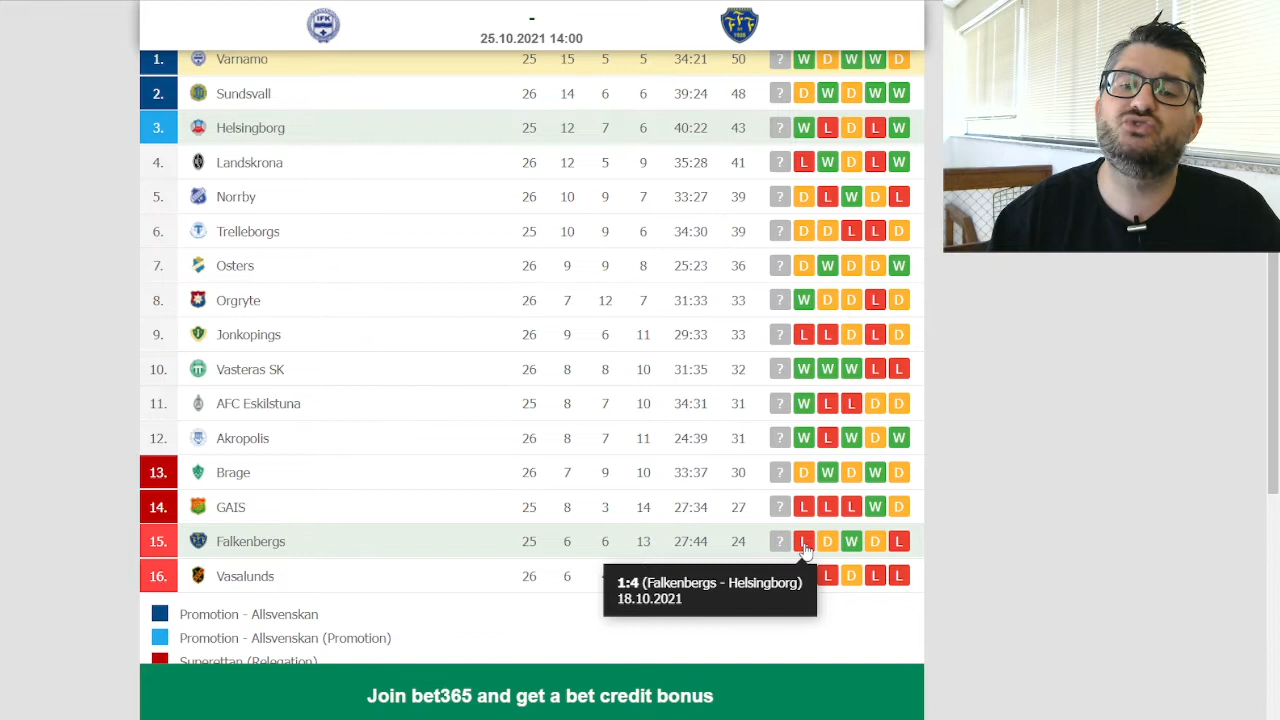 IFK
FFF
1928
-
25.10.2021 14:00
1. Varnamo 25 15 5 5 34:21 50 ? W D W W D
2. Sundsvall 26 14 6 6 39:24 48 ? D W D W W
3. Helsingborg 25 12 7 6 40:22 43 ? W L D L W
4. Landskrona 26 12 5 9 35:28 41 ? L W D L W
5. Norrby 26 10 9 7 33:27 39 ? D L W D L
6. Trelleborgs 25 10 9 6 34:30 39 ? D D L L D
7. Osters 26 9 9 8 25:23 36 ? D W D D W
8. Orgryte 26 7 12 7 31:33 33 ? W D D L D
9. Jonkopings 26 9 6 11 29:33 33 ? L L D L D
10. Vasteras SK 26 8 8 10 31:35 32 ? W W W L L
11. AFC Eskilstuna 25 8 7 10 34:31 31 ? W L L D D
12. Akropolis 26 8 7 11 24:39 31 ? W L W D W
13. Brage 26 7 9 10 33:37 30 ? D W D W D
14. GAIS 25 8 3 14 27:34 27 ? L L L W D
15. Falkenbergs 25 6 6 13 27:44 24 ? L D W D L
16. Vasalunds 26 6 L D L L
1:4 (Falkenbergs - Helsingborg)
18.10.2021
Promotion - Allsvenskan
Promotion - Allsvenskan (Promotion)
Superettan (Relegation)
Join bet365 and get a bet credit bonus